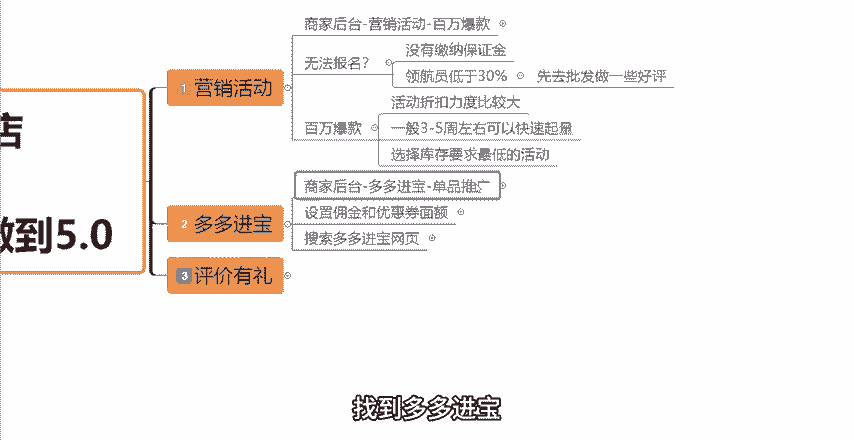 店
做到5.0
1 营销活动
商家后台-营销活动-百万爆款
无法报名？
没有缴纳保证金
领航员低于30%
先去批发做一些好评
百万爆款
活动折扣力度比较大
一般3-5周左右可以快速起量
选择库存要求最低的活动
2 多多进宝
商家后台-多多进宝-单品推广
设置佣金和优惠券面额
搜索多多进宝网页
3 评价有礼
找到多多进宝